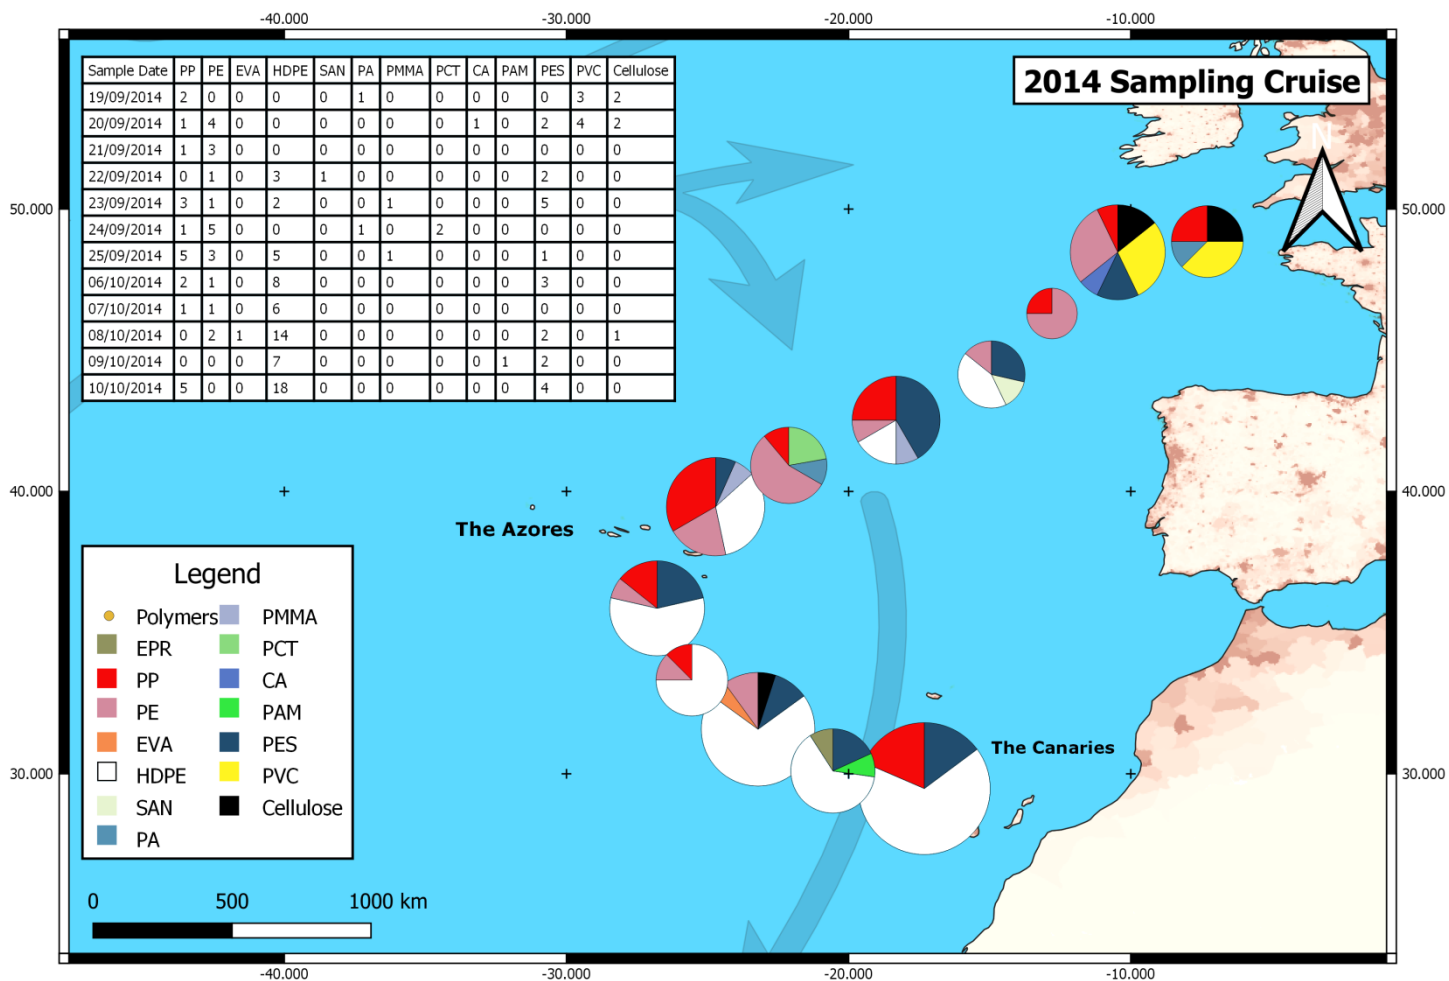 -40.000 -30.000 -20.000 -10.000
2014 Sampling Cruise
N
Sample Date PP PE EVA HDPE SAN PA PMMA PCT CA PAM PES PVC Cellulose
19/09/2014 2 0 0 0 0 1 0 0 0 0 0 3 2
20/09/2014 1 4 0 0 0 0 0 0 1 0 2 4 2
21/09/2014 1 3 0 0 0 0 0 0 0 0 0 0 0
22/09/2014 0 1 0 3 1 0 0 0 0 0 2 0 0
23/09/2014 3 1 0 2 0 0 1 0 0 0 5 0 0
24/09/2014 1 5 0 0 0 1 0 2 0 0 0 0 0
25/09/2014 5 3 0 5 0 0 1 0 0 0 1 0 0
06/10/2014 2 1 0 8 0 0 0 0 0 0 3 0 0
07/10/2014 1 1 0 6 0 0 0 0 0 0 0 0 0
08/10/2014 0 2 1 14 0 0 0 0 0 0 2 0 1
09/10/2014 0 0 0 7 0 0 0 0 0 1 2 0 0
10/10/2014 5 0 0 18 0 0 0 0 0 0 4 0 0
50.000 50.000
40.000 40.000
The Azores
30.000 30.000
The Canaries
Legend
Polymers
EPR
PP
PE
EVA
HDPE
SAN
PA
PMMA
PCT
CA
PAM
PES
PVC
Cellulose
0 500 1000 km
-40.000 -30.000 -20.000 -10.000